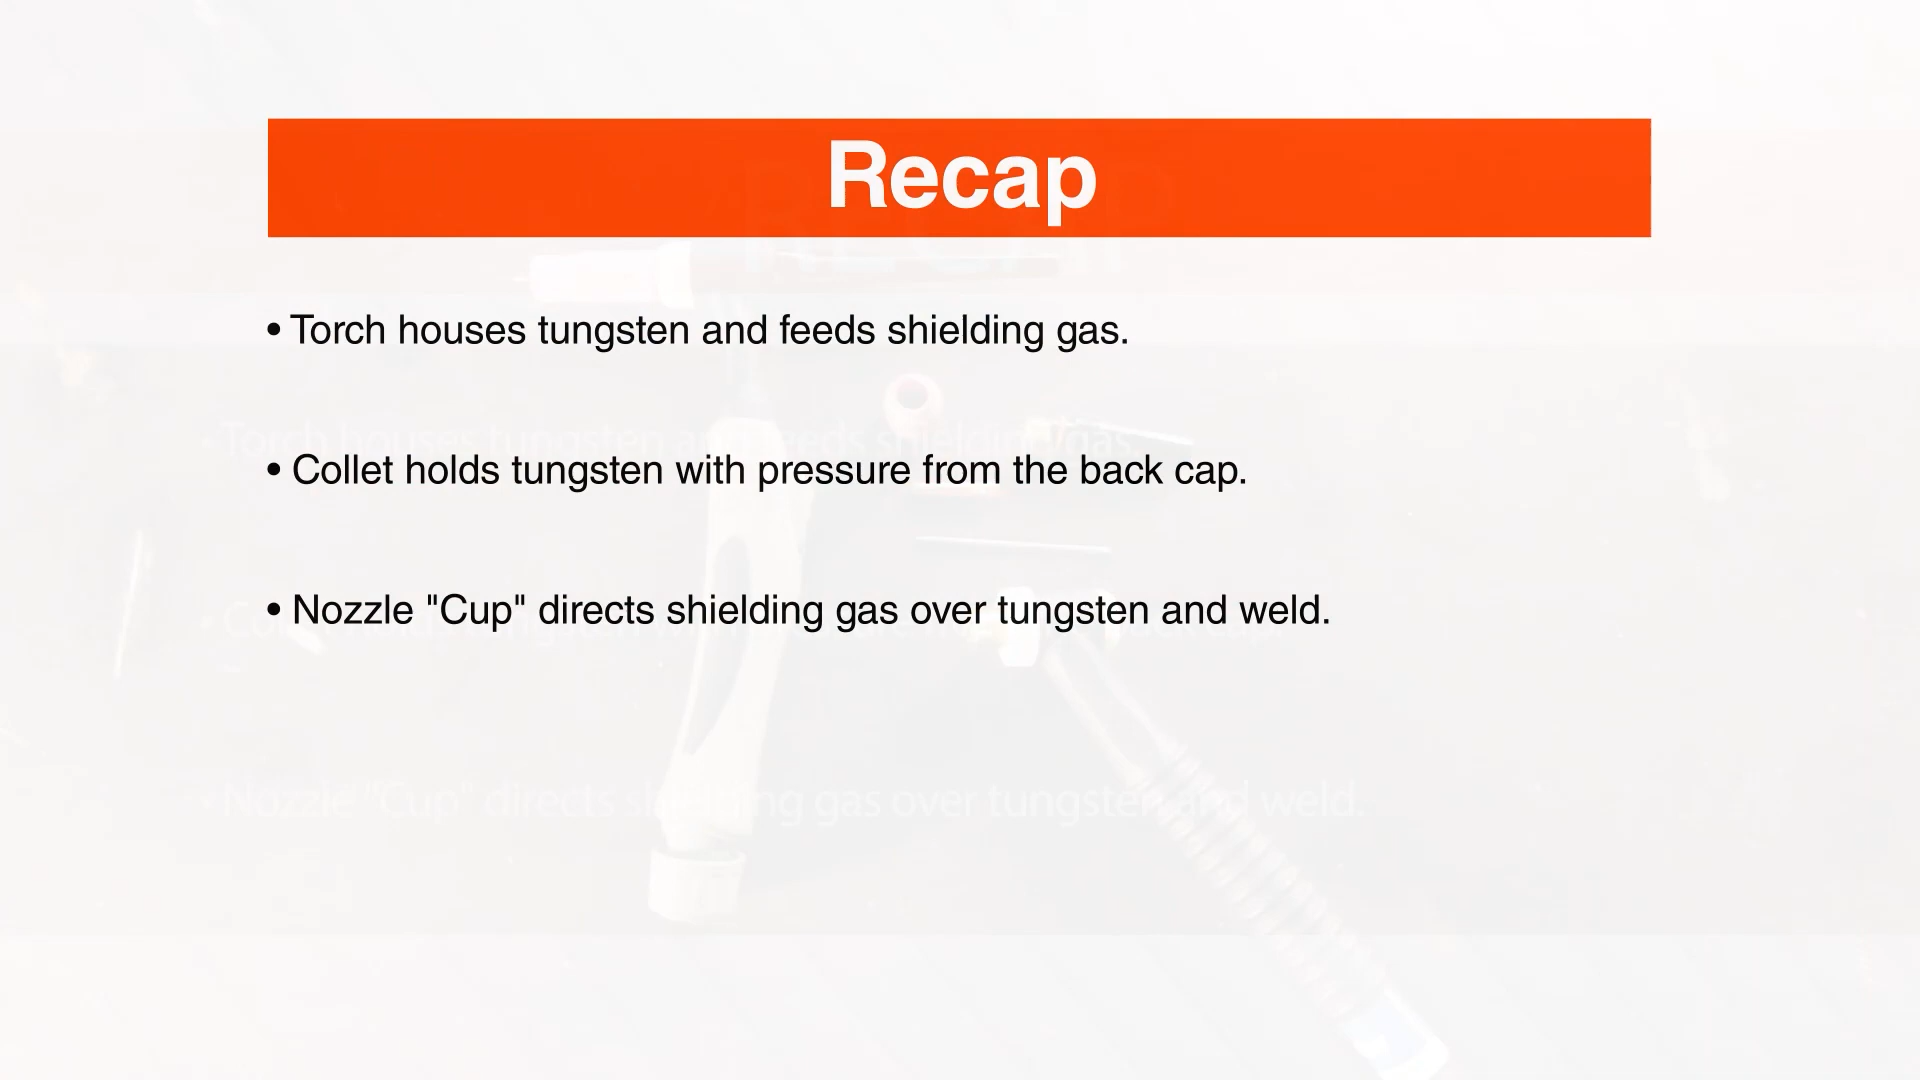 Recap
• Torch houses tungsten and feeds shielding gas.
• Collet holds tungsten with pressure from the back cap.
• Nozzle "Cup" directs shielding gas over tungsten and weld.